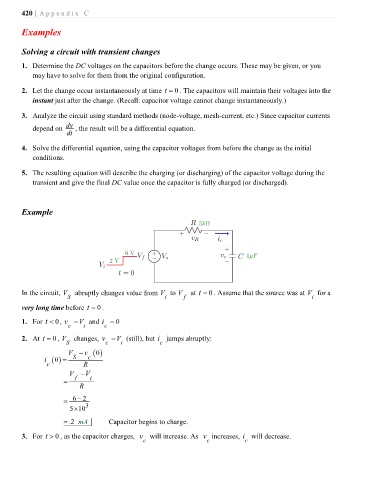 420 | Appendix C
Examples
Solving a circuit with transient changes
1. Determine the DC voltages on the capacitors before the change occurs. These may be given, or you
may have to solve for them from the original configuration.
2. Let the change occur instantaneously at time t = 0. The capacitors will maintain their voltages into the
instant just after the change. (Recall: capacitor voltage cannot change instantaneously.)
3. Analyze the circuit using standard methods (node-voltage, mesh-current, etc.) Since capacitor currents
depend on dv/dt, the result will be a differential equation.
4. Solve the differential equation, using the capacitor voltages from before the change as the initial
conditions.
5. The resulting equation will describe the charging (or discharging) of the capacitor voltage during the
transient and give the final DC value once the capacitor is fully charged (or discharged).
Example
R 5kΩ
+ v_R − i_c
6 V V_f + − V_s v_c + − C 1μF
V_i 2 V
t = 0
In the circuit, V_S abruptly changes value from V_i to V_f at t = 0. Assume that the source was at V_i for a
very long time before t = 0.
1. For t < 0, v_c = V_i and i_c = 0
2. At t = 0, V_S changes, v_c = V_i (still), but i_c jumps abruptly:
i_c(0) = (V_S − v_c(0)) / R
= (V_f − V_i) / R
= (6 − 2) / (5×10^3)
= .2 mA | Capacitor begins to charge.
3. For t > 0, as the capacitor charges, v_c will increase. As v_c increases, i_c will decrease.